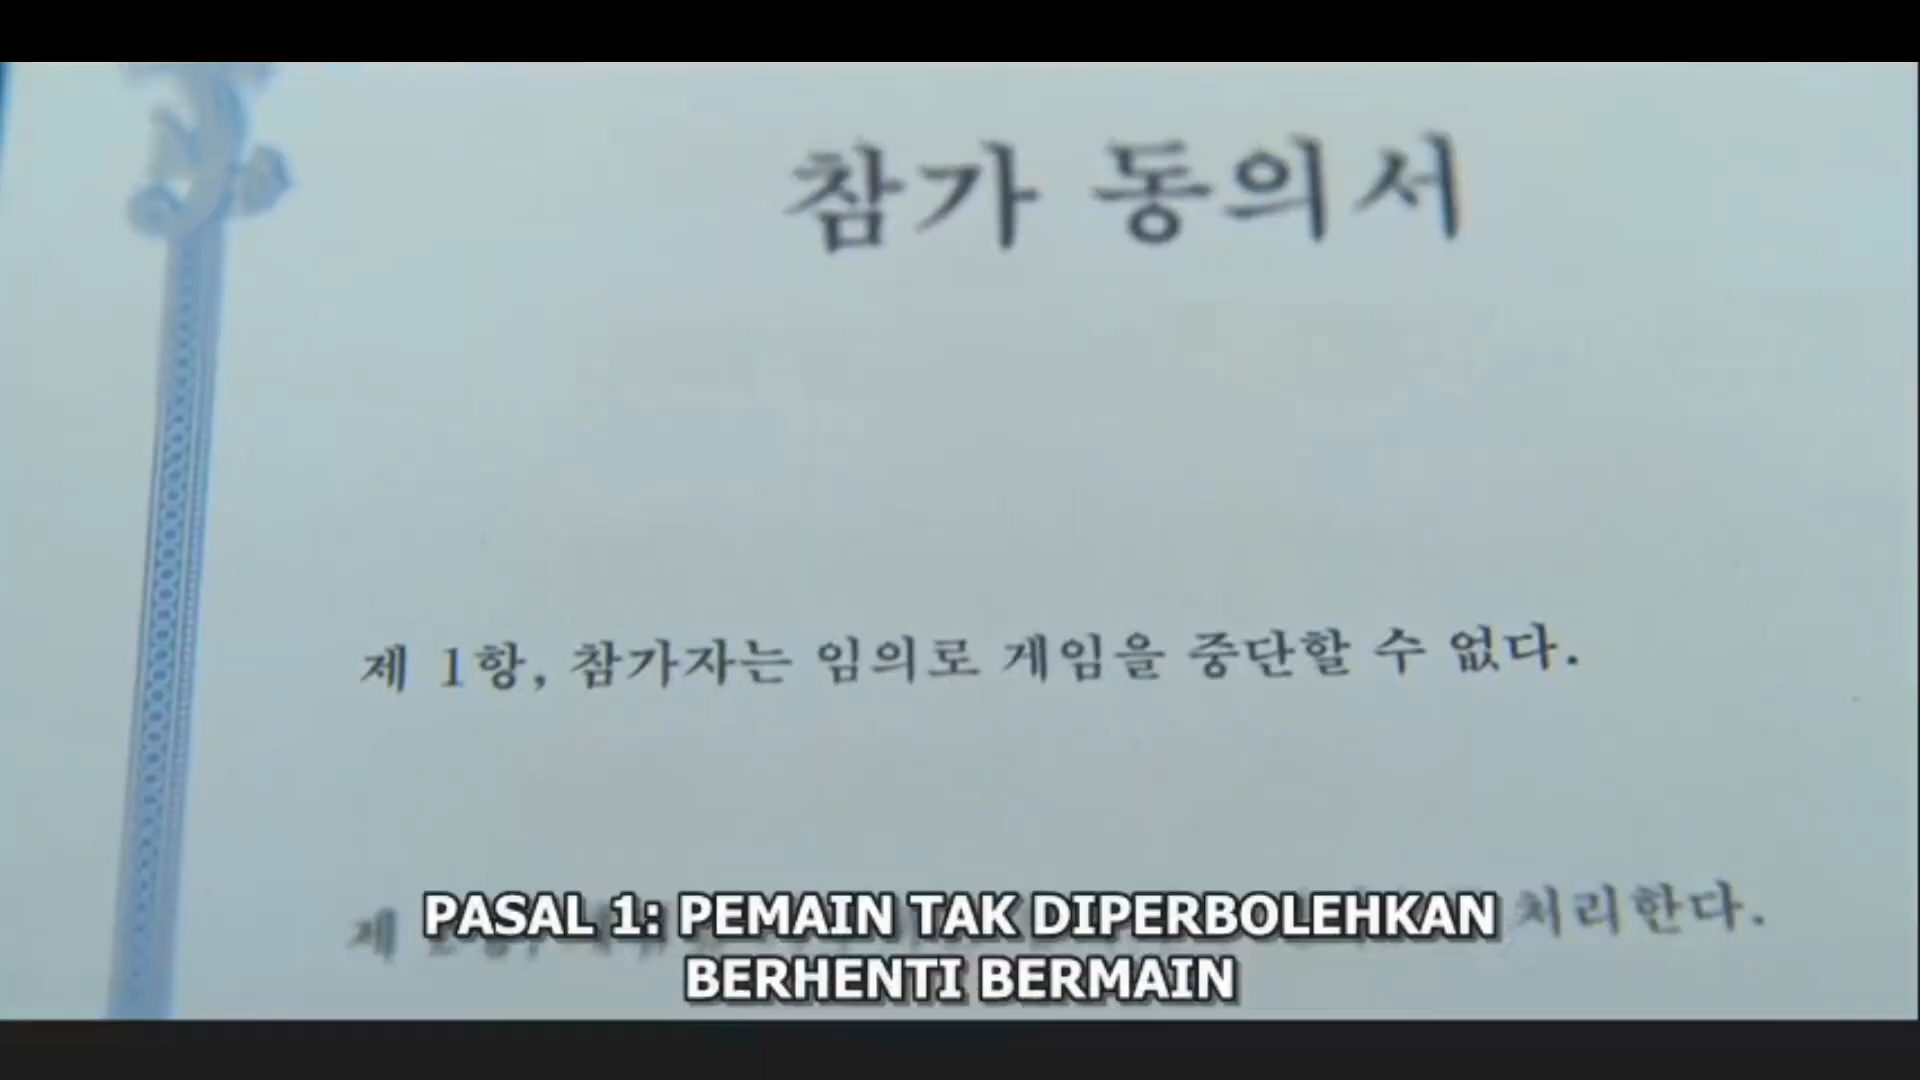 참가 동의서
제 1항, 참가자는 임의로 게임을 중단할 수 없다.
제 처리한다.
PASAL 1: PEMAIN TAK DIPERBOLEHKAN
BERHENTI BERMAIN